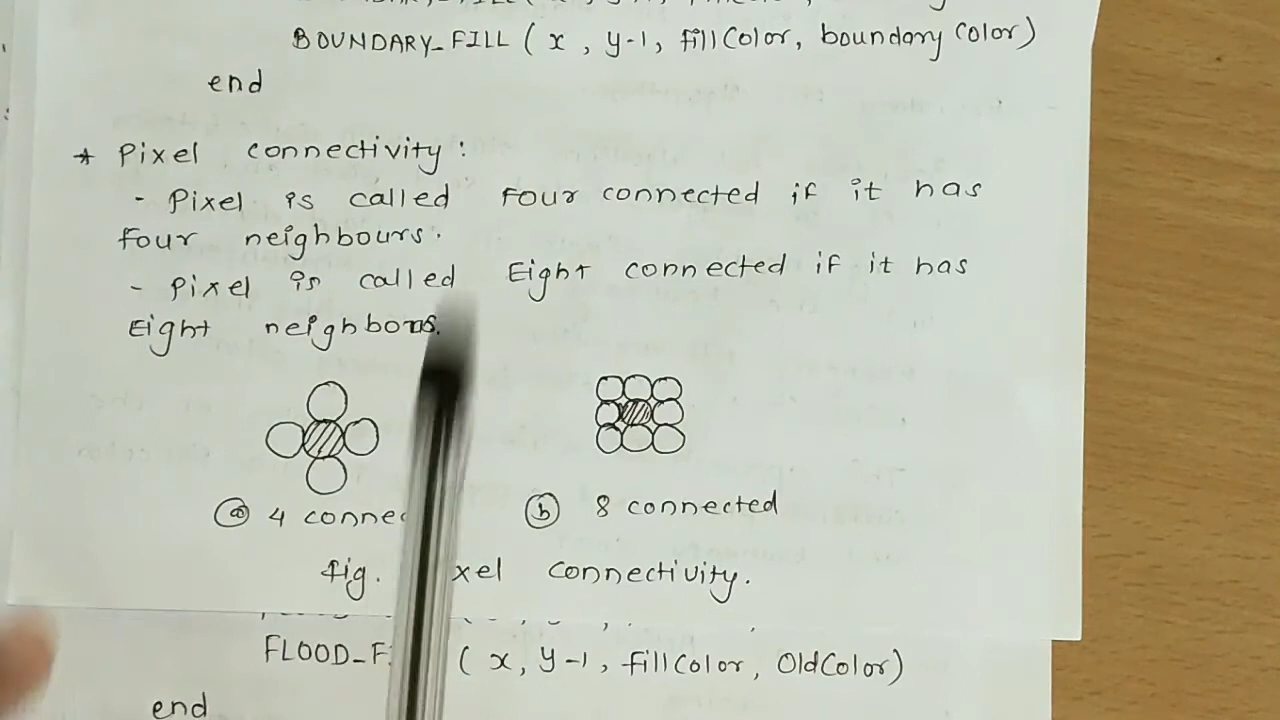 BOUNDARY_FILL ( x , y-1, fillColor, boundary Color)
end
* Pixel connectivity :
- Pixel is called Four connected if it has
four neighbours.
- Pixel is called Eight connected if it has
Eight neighbors.
(a) 4 connec
(b) 8 connected
fig. xel connectivity.
FLOOD_F ( x, y-1, fillColor, OldColor)
end